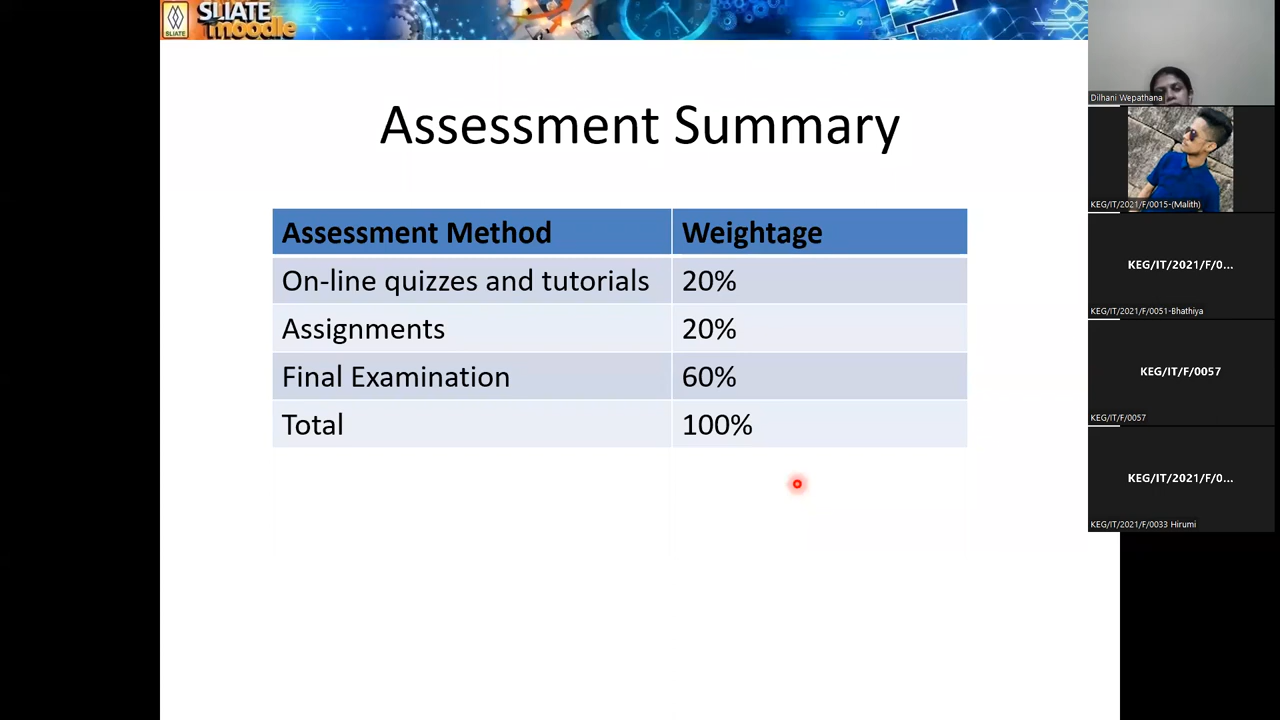 SLIATE
moodle
SLIATE
Assessment Summary
Assessment Method Weightage
On-line quizzes and tutorials 20%
Assignments 20%
Final Examination 60%
Total 100%
Dilhani Wepathana
KEG/IT/2021/F/0015-(Malith)
KEG/IT/2021/F/0...
KEG/IT/2021/F/0051-Bhathiya
KEG/IT/F/0057
KEG/IT/F/0057
KEG/IT/2021/F/0...
KEG/IT/2021/F/0033 Hirumi